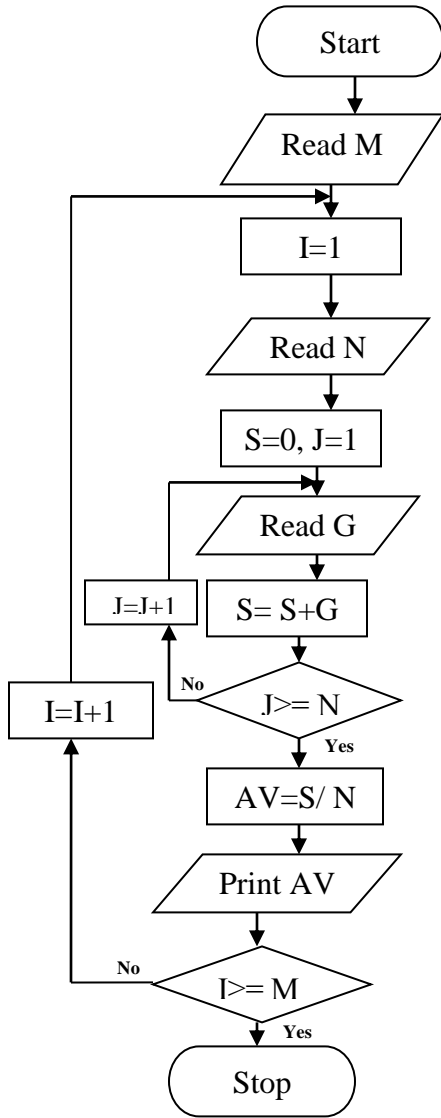 Start
Read M
I=1
Read N
S=0, J=1
Read G
J=J+1
S= S+G
No
J>= N
I=I+1
Yes
AV=S/ N
Print AV
No
I>= M
Yes
Stop